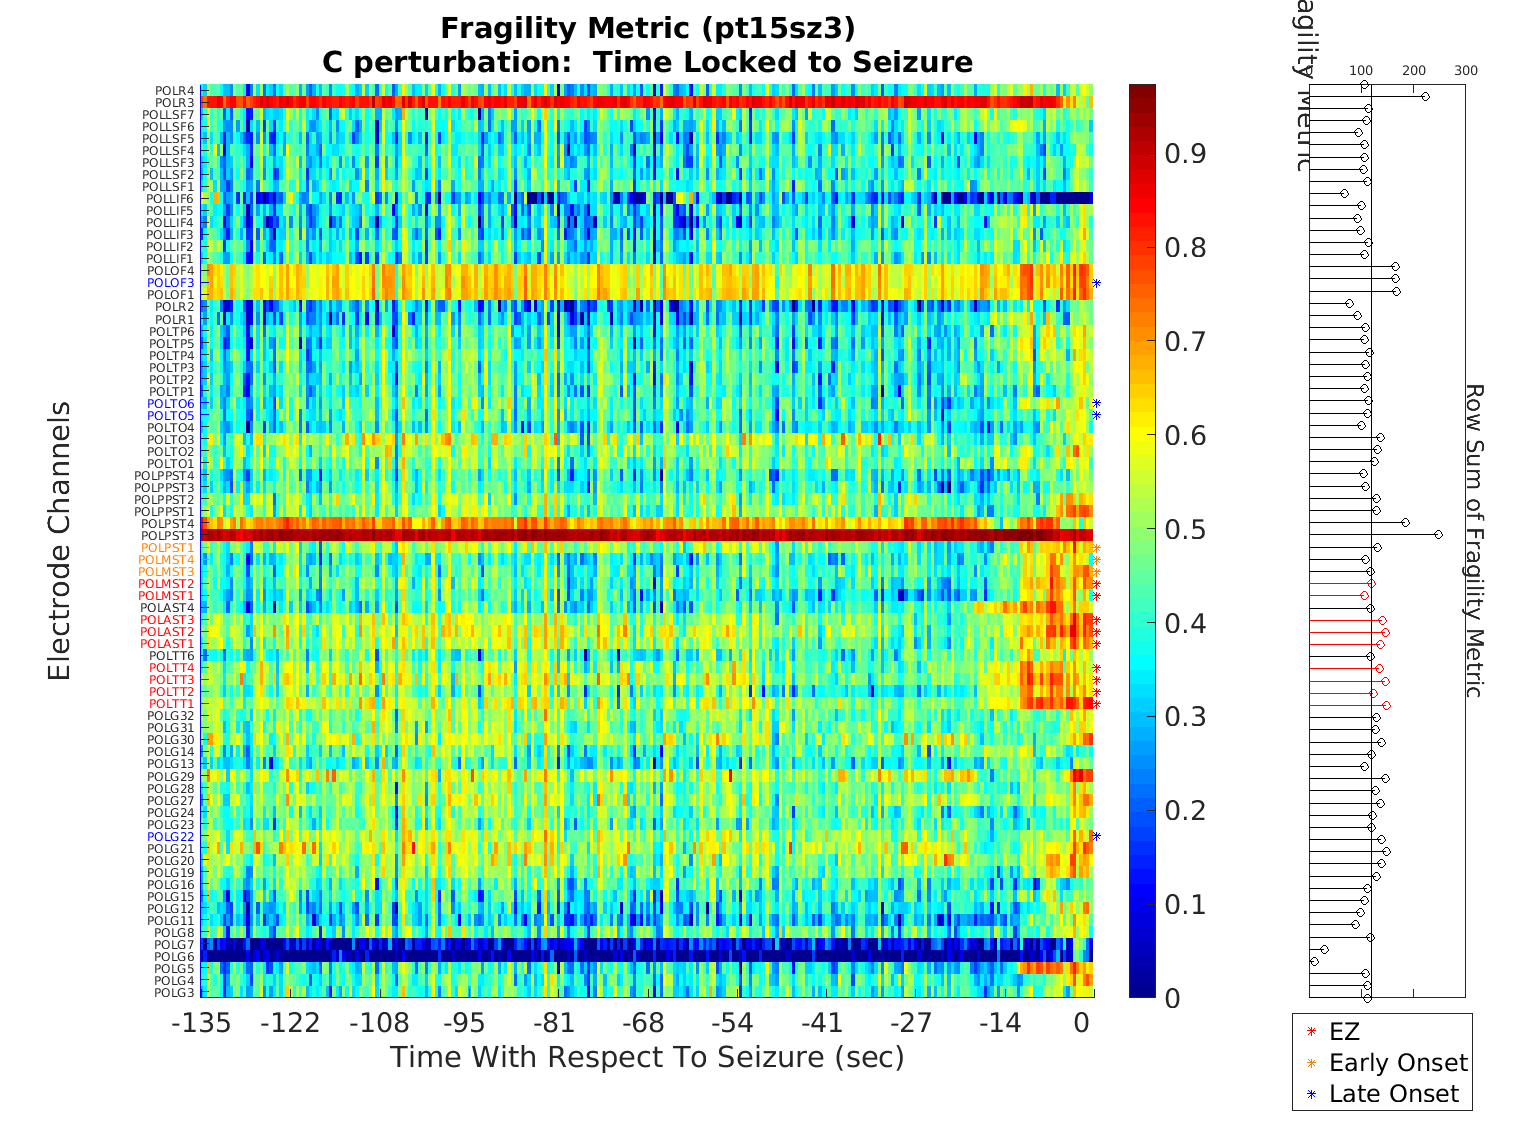 Fragility Metric (pt15sz3)
C perturbation:  Time Locked to Seizure
Electrode Channels
POLR4
POLR3
POLLSF7
POLLSF6
POLLSF5
POLLSF4
POLLSF3
POLLSF2
POLLSF1
POLLIF6
POLLIF5
POLLIF4
POLLIF3
POLLIF2
POLLIF1
POLOF4
POLOF3
POLOF1
POLR2
POLR1
POLTP6
POLTP5
POLTP4
POLTP3
POLTP2
POLTP1
POLTO6
POLTO5
POLTO4
POLTO3
POLTO2
POLTO1
POLPPST4
POLPPST3
POLPPST2
POLPPST1
POLPST4
POLPST3
POLPST1
POLMST4
POLMST3
POLMST2
POLMST1
POLAST4
POLAST3
POLAST2
POLAST1
POLTT6
POLTT4
POLTT3
POLTT2
POLTT1
POLG32
POLG31
POLG30
POLG14
POLG13
POLG29
POLG28
POLG27
POLG24
POLG23
POLG22
POLG21
POLG20
POLG19
POLG16
POLG15
POLG12
POLG11
POLG8
POLG7
POLG6
POLG5
POLG4
POLG3
-135 -122 -108 -95 -81 -68 -54 -41 -27 -14 0
Time With Respect To Seizure (sec)
0.9
0.8
0.7
0.6
0.5
0.4
0.3
0.2
0.1
0
agility Metric
100 200 300
Row Sum of Fragility Metric
EZ
Early Onset
Late Onset